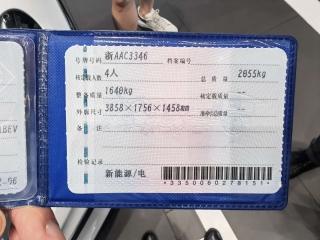 号牌号码 浙AAC3346 档案编号
核定载人数 4人 总质量 2055kg
整备质量 1640kg 核定载质量 --
外廓尺寸 3858×1756×1458mm 准牵引总质量 --
备注
检验记录
新能源/电
*3350060278151*
ABEV